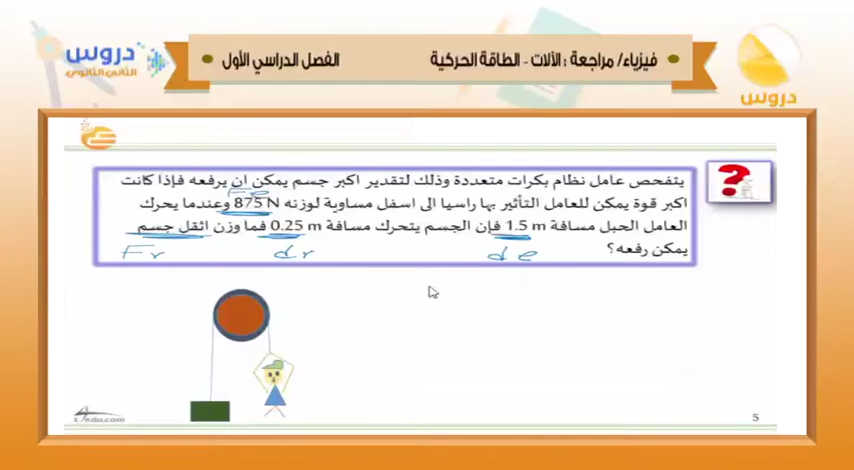 دروس
الثاني الثانوي
الفصل الدراسي الأول
فيزياء/ مراجعة : الآلات - الطاقة الحركية
دروس
يتفحص عامل نظام بكرات متعددة وذلك لتقدير اكبر جسم يمكن ان يرفعه فإذا كانت
Fe
اكبر قوة يمكن للعامل التأثير بها راسيا الى اسفل مساوية لوزنه 875 N وعندما يحرك
العامل الحبل مسافة 1.5 m فإن الجسم يتحرك مسافة 0.25 m فما وزن اثقل جسم
يمكن رفعه؟
de
dr
Fr
?
5